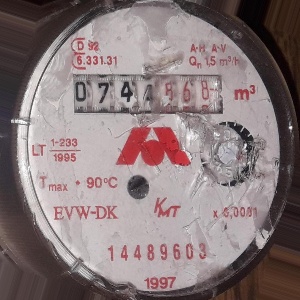 D 92
6.331.31
A-H, A-V
Qn 1,5 m³/h
0744868 m³
LT 1-233/1995
Tmax + 90°C
EVW-DK
KMT
x 0,0001
14489603
1997